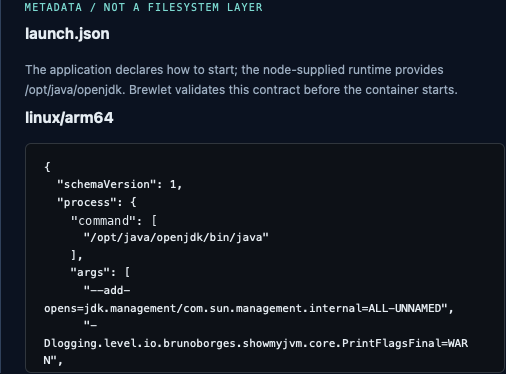 METADATA / NOT A FILESYSTEM LAYER
launch.json
The application declares how to start; the node-supplied runtime provides
/opt/java/openjdk. Brewlet validates this contract before the container starts.
linux/arm64
{
  "schemaVersion": 1,
  "process": {
    "command": [
      "/opt/java/openjdk/bin/java"
    ],
    "args": [
      "--add-
opens=jdk.management/com.sun.management.internal=ALL-UNNAMED",
      "-
Dlogging.level.io.brunoborges.showmyjvm.core.PrintFlagsFinal=WAR
N",